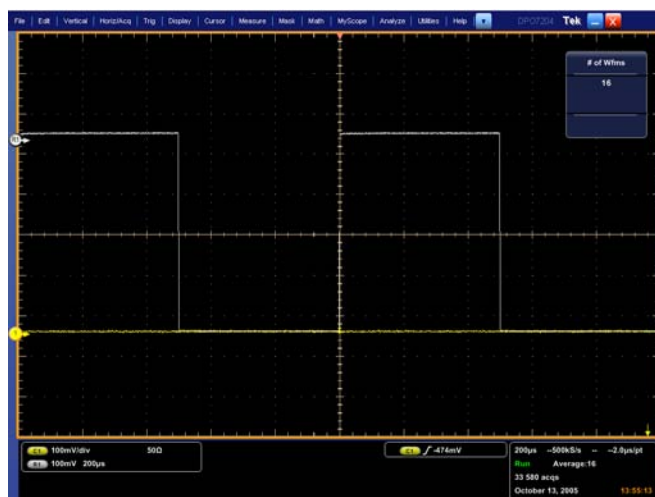 File Edit Vertical Horiz/Acq Trig Display Cursor Measure Mask Math MyScope Analyze Utilities Help DPO7204 Tek X
# of Wfms
16
R1
1
C1 100mV/div 50Ω
R1 100mV 200µs
C1 -474mV
200µs 500kS/s 2.0µs/pt
Run Average:16
33 580 acqs
October 13, 2005 13:55:13